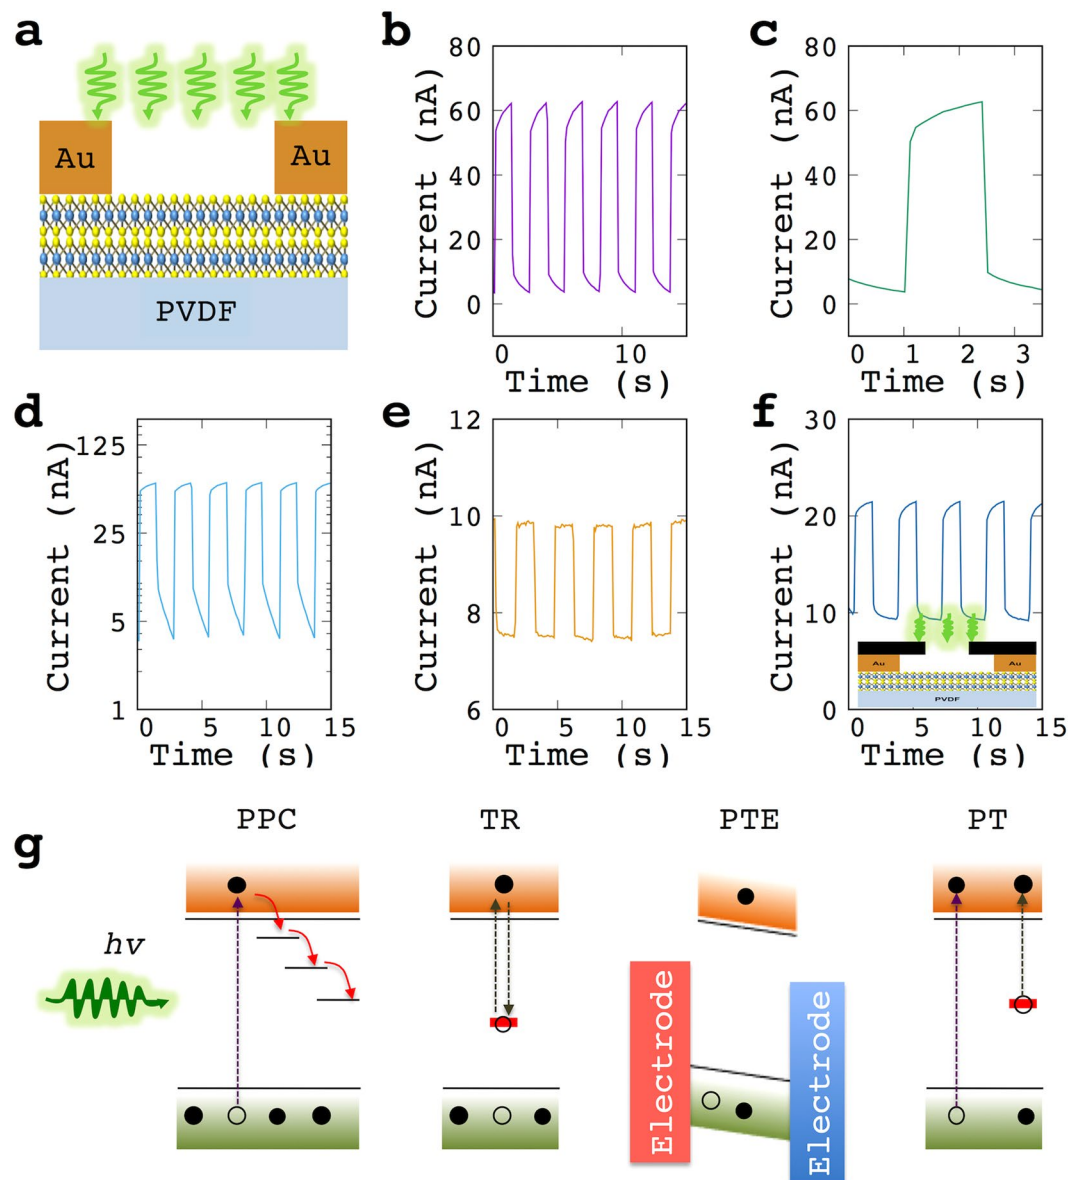 a
Au
Au
PVDF
b
Current (nA)
80
60
40
20
0
0 10
Time (s)
c
Current (nA)
80
60
40
20
0
0 1 2 3
Time (s)
d
Current (nA)
125
25
5
1
0 5 10 15
Time (s)
e
Current (nA)
12
10
8
6
0 5 10 15
Time (s)
f
Current (nA)
30
20
10
0
Au
Au
PVDF
0 5 10 15
Time (s)
g
PPC
TR
PTE
PT
hν
Electrode
Electrode